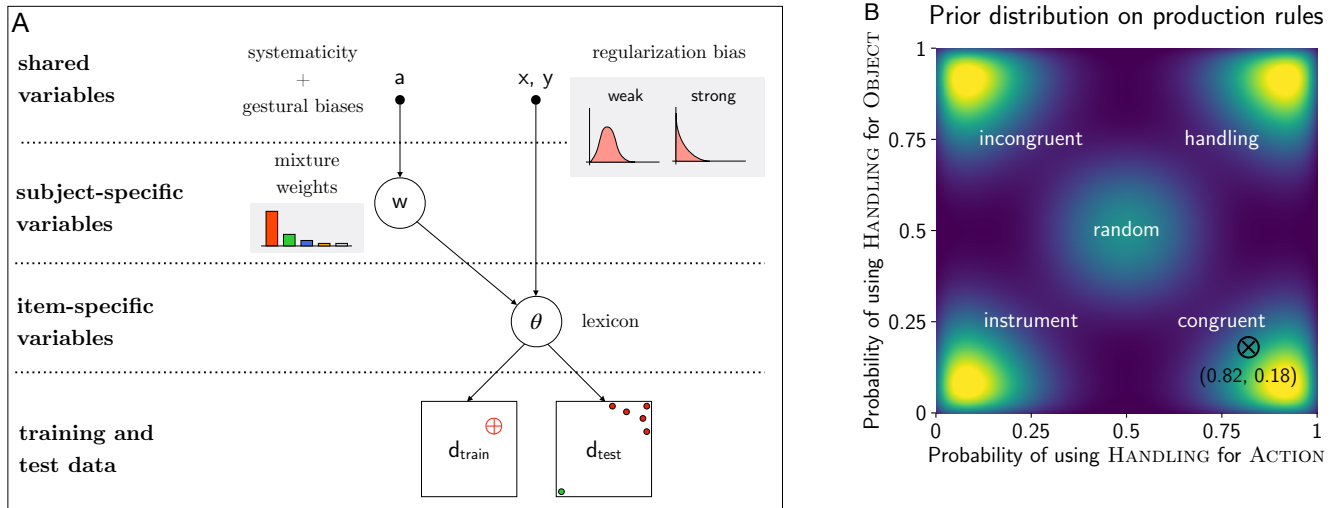 A
shared
variables
systematicity
+
gestural biases
a
x, y
regularization bias
weak
strong
subject-specific
variables
mixture
weights
w
item-specific
variables
θ
lexicon
training and
test data
dtrain
dtest
B
Prior distribution on production rules
Probability of using HANDLING for OBJECT
1
0.75
0.5
0.25
0
incongruent
handling
random
instrument
congruent
(0.82, 0.18)
0
0.25
0.5
0.75
1
Probability of using HANDLING for ACTION